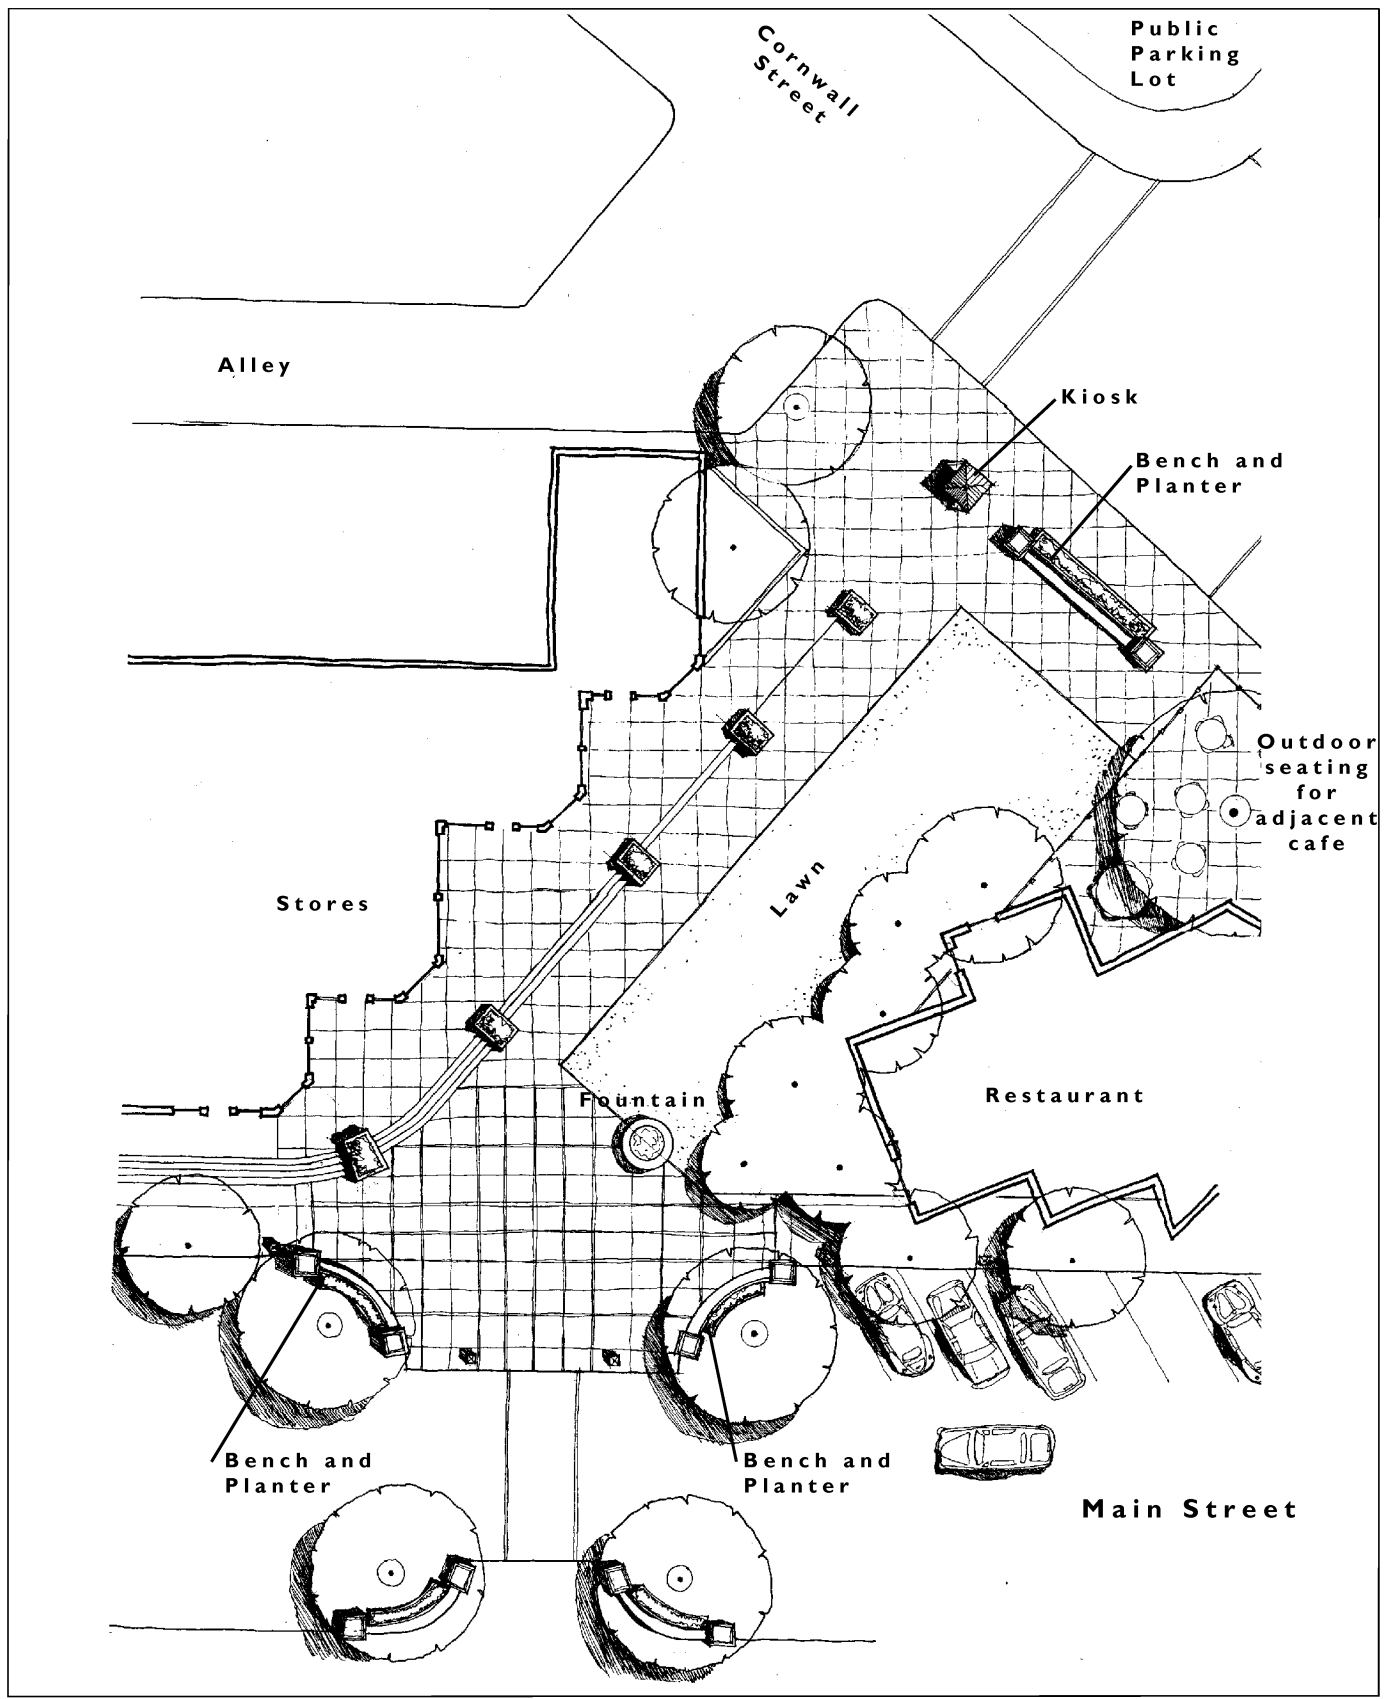 Public
Parking
Lot
Cornwall
Street
Alley
Kiosk
Bench and
Planter
Outdoor
seating
for
adjacent
cafe
Lawn
Stores
Fountain
Restaurant
Bench and
Planter
Bench and
Planter
Main Street